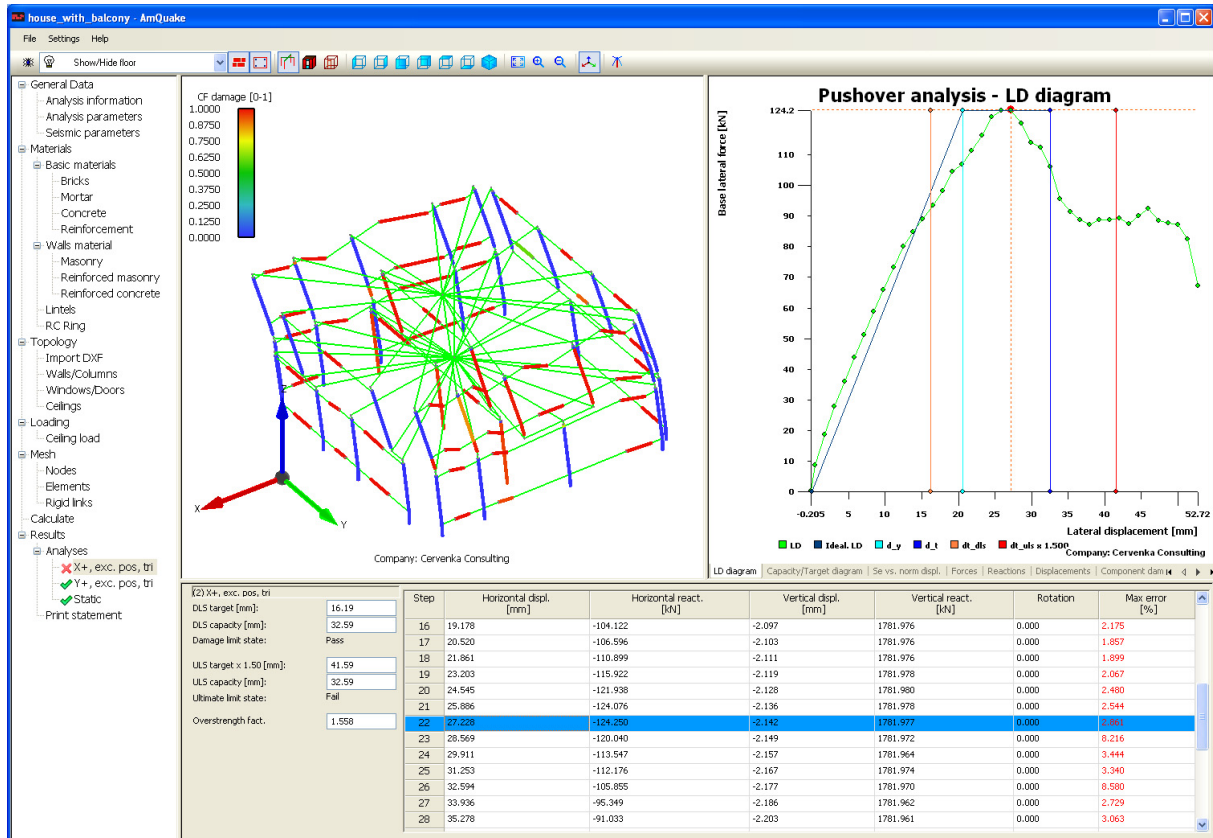 house_with_balcony - AmQuake
File Settings Help
Show/Hide floor
General Data
Analysis information
Analysis parameters
Seismic parameters
Materials
Basic materials
Bricks
Mortar
Concrete
Reinforcement
Walls material
Masonry
Reinforced masonry
Reinforced concrete
Lintels
RC Ring
Topology
Import DXF
Walls/Columns
Windows/Doors
Ceilings
Loading
Ceiling load
Mesh
Nodes
Elements
Rigid links
Calculate
Results
Analyses
X+, exc. pos, tri
Y+, exc. pos, tri
Static
Print statement
CF damage [0-1]
1.0000
0.8750
0.7500
0.6250
0.5000
0.3750
0.2500
0.1250
0.0000
X
Y
Company: Cervenka Consulting
Pushover analysis - LD diagram
Base lateral force [kN]
124.2
110
100
90
80
70
60
50
40
30
20
10
0
-0.205 5 10 15 20 25 30 35 40 45 52.72
Lateral displacement [mm]
LD Ideal. LD d_y d_t dt_dls dt_uls x 1.500
Company: Cervenka Consulting
LD diagram Capacity/Target diagram Se vs. norm displ. Forces Reactions Displacements Component dam
(2) X+, exc. pos, tri
DLS target [mm]: 16.19
DLS capacity [mm]: 32.59
Damage limit state: Pass
ULS target x 1.50 [mm]: 41.59
ULS capacity [mm]: 32.59
Ultimate limit state: Fail
Overstrength fact. 1.558
Step Horizontal displ. [mm] Horizontal react. [kN] Vertical displ. [mm] Vertical react. [kN] Rotation Max error [%]
16 19.178 -104.122 -2.097 1781.976 0.000 2.175
17 20.520 -106.596 -2.103 1781.976 0.000 1.857
18 21.861 -110.899 -2.111 1781.976 0.000 1.899
19 23.203 -115.922 -2.119 1781.978 0.000 2.067
20 24.545 -121.938 -2.128 1781.980 0.000 2.480
21 25.886 -124.076 -2.136 1781.978 0.000 2.544
22 27.228 -124.250 -2.142 1781.977 0.000 2.861
23 28.569 -120.040 -2.149 1781.972 0.000 8.216
24 29.911 -113.547 -2.157 1781.964 0.000 3.444
25 31.253 -112.176 -2.167 1781.974 0.000 3.340
26 32.594 -105.855 -2.177 1781.970 0.000 8.580
27 33.936 -95.349 -2.186 1781.962 0.000 2.729
28 35.278 -91.033 -2.203 1781.961 0.000 3.063